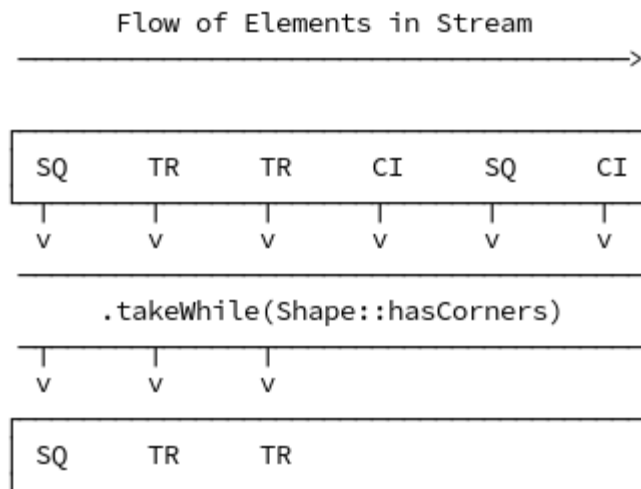 Flow of Elements in Stream
SQ TR TR CI SQ CI
v v v v v v
.takeWhile(Shape::hasCorners)
v v v
SQ TR TR